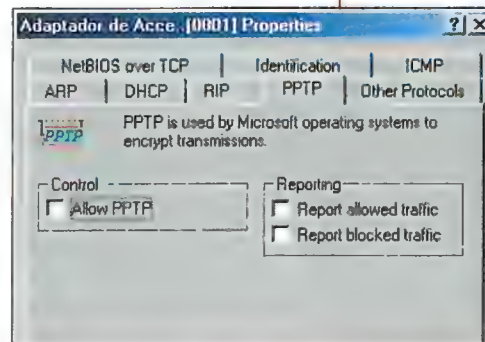 Adaptador de Acce.. [0001] Properties
NetBIOS over TCP
Identification
ICMP
ARP
DHCP
RIP
PPTP
Other Protocols
PPTP
PPTP is used by Microsoft operating systems to
encrypt transmissions.
Control
Allow PPTP
Reporting
Report allowed traffic
Report blocked traffic